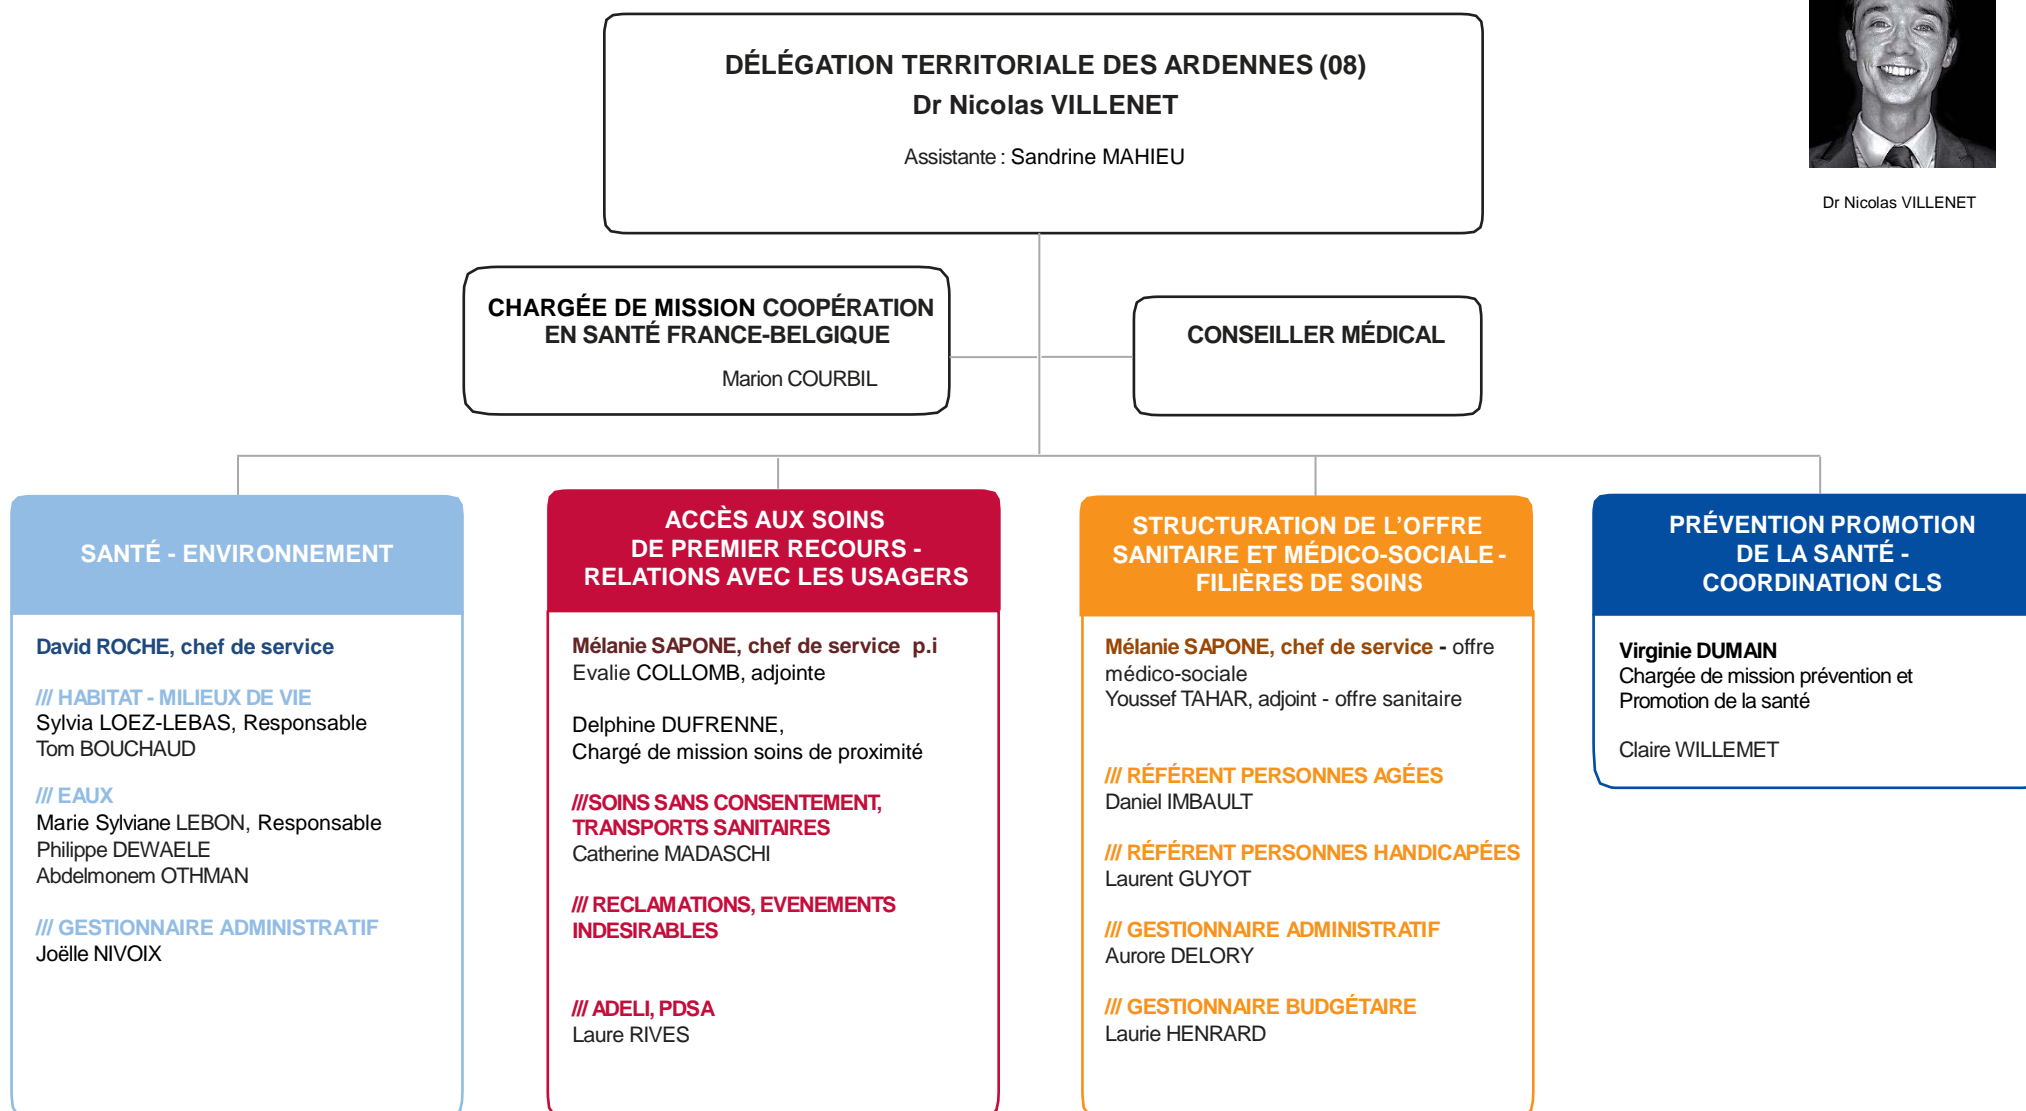 DÉLÉGATION TERRITORIALE DES ARDENNES (08)
Dr Nicolas VILLENET
Assistante : Sandrine MAHIEU
Dr Nicolas VILLENET
CHARGÉE DE MISSION COOPÉRATION
EN SANTÉ FRANCE-BELGIQUE
Marion COURBIL
CONSEILLER MÉDICAL
SANTÉ - ENVIRONNEMENT
David ROCHE, chef de service
/// HABITAT - MILIEUX DE VIE
Sylvia LOEZ-LEBAS, Responsable
Tom BOUCHAUD
/// EAUX
Marie Sylviane LEBON, Responsable
Philippe DEWAELE
Abdelmonem OTHMAN
/// GESTIONNAIRE ADMINISTRATIF
Joëlle NIVOIX
ACCÈS AUX SOINS
DE PREMIER RECOURS -
RELATIONS AVEC LES USAGERS
Mélanie SAPONE, chef de service p.i
Evalie COLLOMB, adjointe
Delphine DUFRENNE,
Chargé de mission soins de proximité
///SOINS SANS CONSENTEMENT,
TRANSPORTS SANITAIRES
Catherine MADASCHI
/// RECLAMATIONS, EVENEMENTS
INDESIRABLES
/// ADELI, PDSA
Laure RIVES
STRUCTURATION DE L'OFFRE
SANITAIRE ET MÉDICO-SOCIALE -
FILIÈRES DE SOINS
Mélanie SAPONE, chef de service - offre
médico-sociale
Youssef TAHAR, adjoint - offre sanitaire
/// RÉFÉRENT PERSONNES AGÉES
Daniel IMBAULT
/// RÉFÉRENT PERSONNES HANDICAPÉES
Laurent GUYOT
/// GESTIONNAIRE ADMINISTRATIF
Aurore DELORY
/// GESTIONNAIRE BUDGÉTAIRE
Laurie HENRARD
PRÉVENTION PROMOTION
DE LA SANTÉ -
COORDINATION CLS
Virginie DUMAIN
Chargée de mission prévention et
Promotion de la santé
Claire WILLEMET